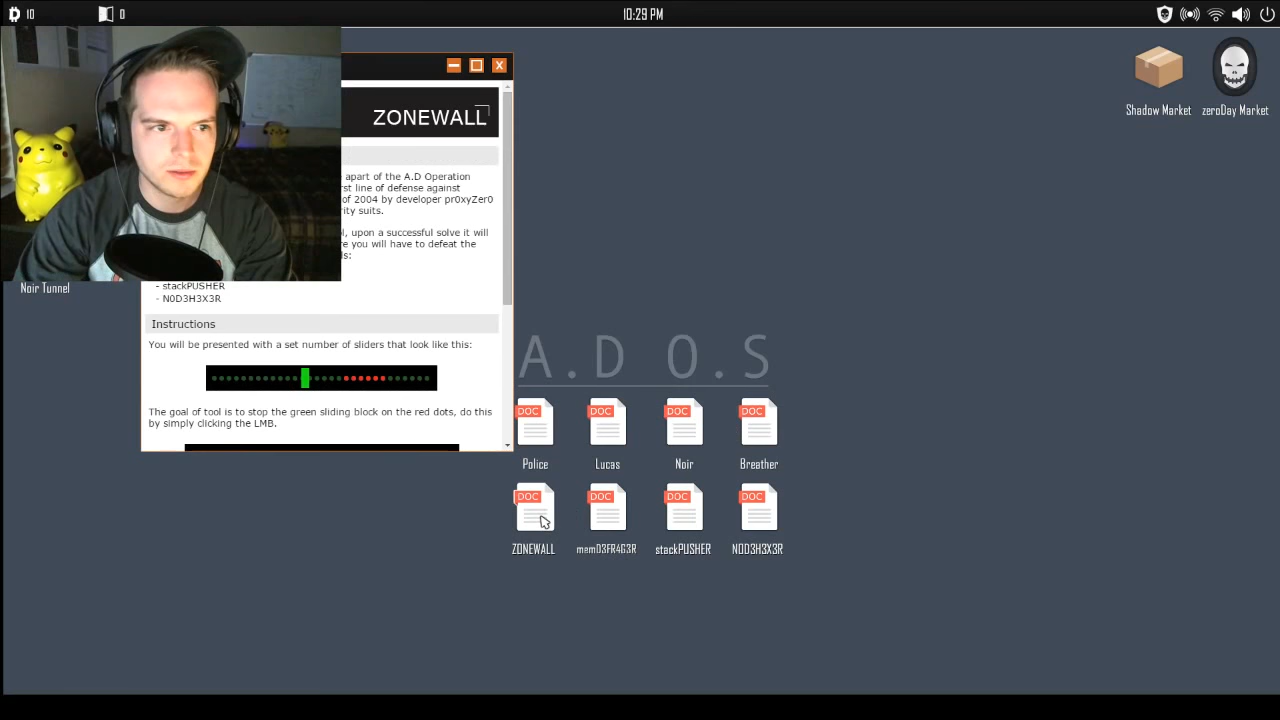 10
0
10:29 PM
Shadow Market
zeroDay Market
ZONEWALL
apart of the A.D Operation
rst line of defense against
of 2004 by developer pr0xyZer0
rity suits.
l, upon a successful solve it will
re you will have to defeat the
ls:
- stackPUSHER
- N0D3H3X3R
Noir Tunnel
Instructions
You will be presented with a set number of sliders that look like this:
The goal of tool is to stop the green sliding block on the red dots, do this
by simply clicking the LMB.
A.D O.S
DOC DOC DOC DOC
Police Lucas Noir Breather
DOC DOC DOC DOC
ZONEWALL memD3FR4G3R stackPUSHER N0D3H3X3R